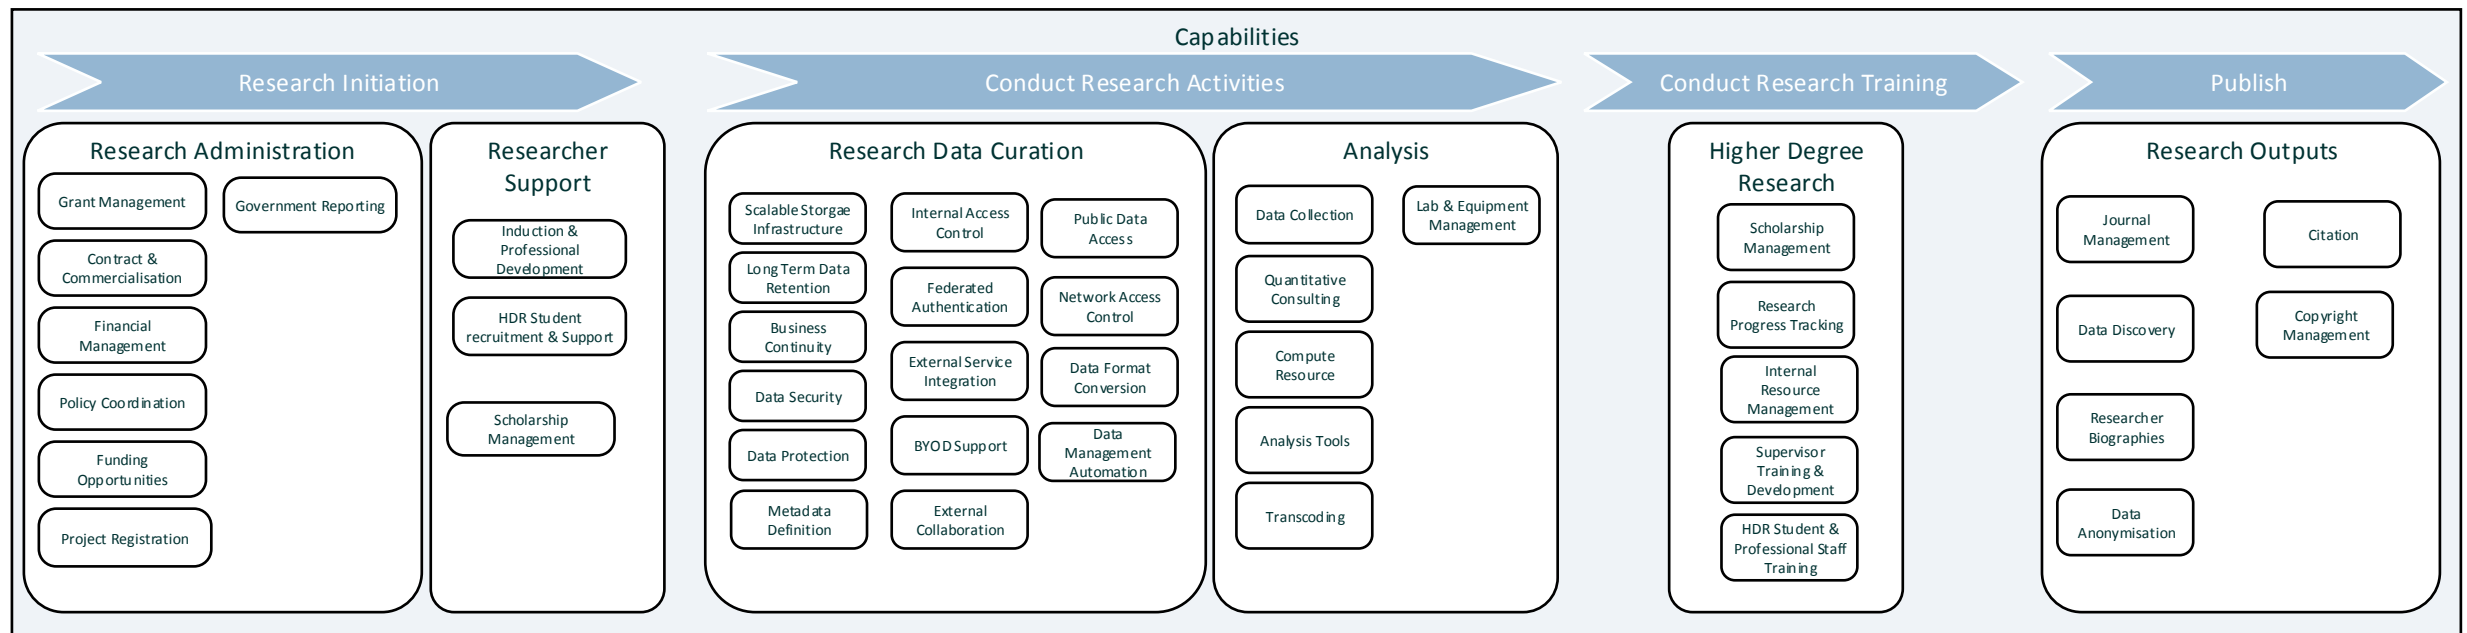 Capabilities
Research Initiation
Conduct Research Activities
Conduct Research Training
Publish
Research Administration
Grant Management
Contract &
Commercialisation
Financial
Management
Policy Coordination
Funding
Opportunities
Project Registration
Government Reporting
Researcher
Support
Induction &
Professional
Development
HDR Student
recruitment & Support
Scholarship
Management
Research Data Curation
Scalable Storgae
Infrastructure
Long Term Data
Retention
Business
Continuity
Data Security
Data Protection
Metadata
Definition
Internal Access
Control
Federated
Authentication
External Service
Integration
BYOD Support
External
Collaboration
Public Data
Access
Network Access
Control
Data Format
Conversion
Data
Management
Automation
Analysis
Data Collection
Quantitative
Consulting
Compute
Resource
Analysis Tools
Transcoding
Lab & Equipment
Management
Higher Degree
Research
Scholarship
Management
Research
Progress Tracking
Internal
Resource
Management
Supervisor
Training &
Development
HDR Student &
Professional Staff
Training
Research Outputs
Journal
Management
Data Discovery
Researcher
Biographies
Data
Anonymisation
Citation
Copyright
Management